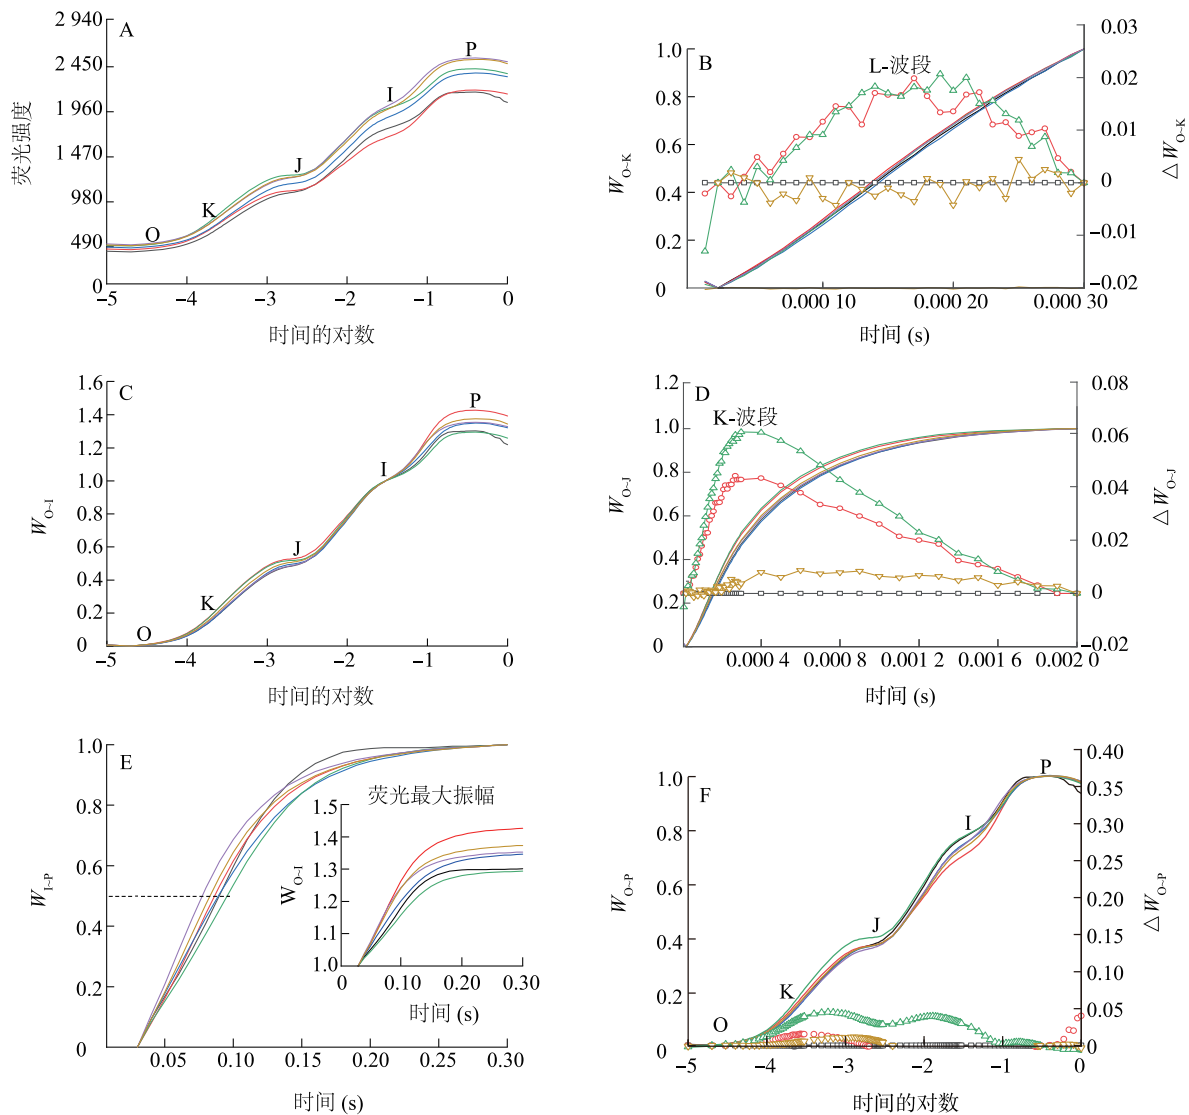 A
荧光强度
2 940
2 450
1 960
1 470
980
490
0
O
K
J
I
P
−5
−4
−3
−2
−1
0
时间的对数
B
L-波段
W O~K
1.0
0.8
0.6
0.4
0.2
0
0.000 10
0.000 20
0.000 30
时间 (s)
0.03
0.02
0.01
0
−0.01
−0.02
△ W O~K
C
W O~I
1.6
1.4
1.2
1.0
0.8
0.6
0.4
0.2
0
O
K
J
I
P
−5
−4
−3
−2
−1
0
时间的对数
D
K-波段
W O~J
1.2
1.0
0.8
0.6
0.4
0.2
0
0.000 4
0.000 8
0.001 2
0.001 6
0.002 0
时间 (s)
0.08
0.06
0.04
0.02
0
−0.02
△ W O~J
E
W I~P
1.0
0.8
0.6
0.4
0.2
0
0.05
0.10
0.15
0.20
0.25
0.30
时间 (s)
荧光最大振幅
W O~I
1.5
1.4
1.3
1.2
1.1
1.0
0
0.10
0.20
0.30
时间 (s)
F
W O~P
1.0
0.8
0.6
0.4
0.2
0
O
K
J
I
P
−5
−4
−3
−2
−1
0
时间的对数
0.40
0.35
0.30
0.25
0.20
0.15
0.10
0.05
0
△ W O~P